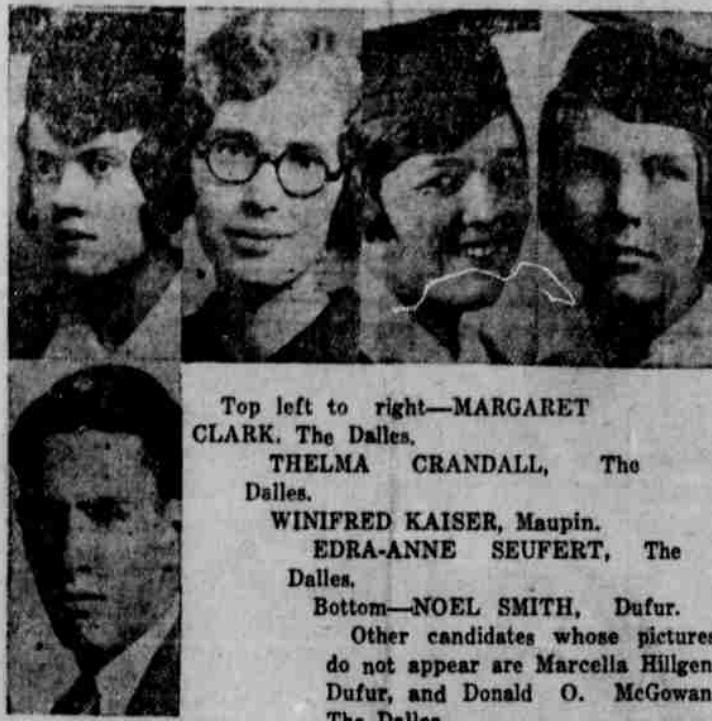 Top left to right—MARGARET
CLARK. The Dalles.
THELMA CRANDALL, The
Dalles.
WINIFRED KAISER, Maupin.
EDRA-ANNE SEUFERT, The
Dalles.
Bottom—NOEL SMITH, Dufur.
Other candidates whose pictures
do not appear are Marcella Hillgen
Dufur, and Donald O. McGowan
The Dalles